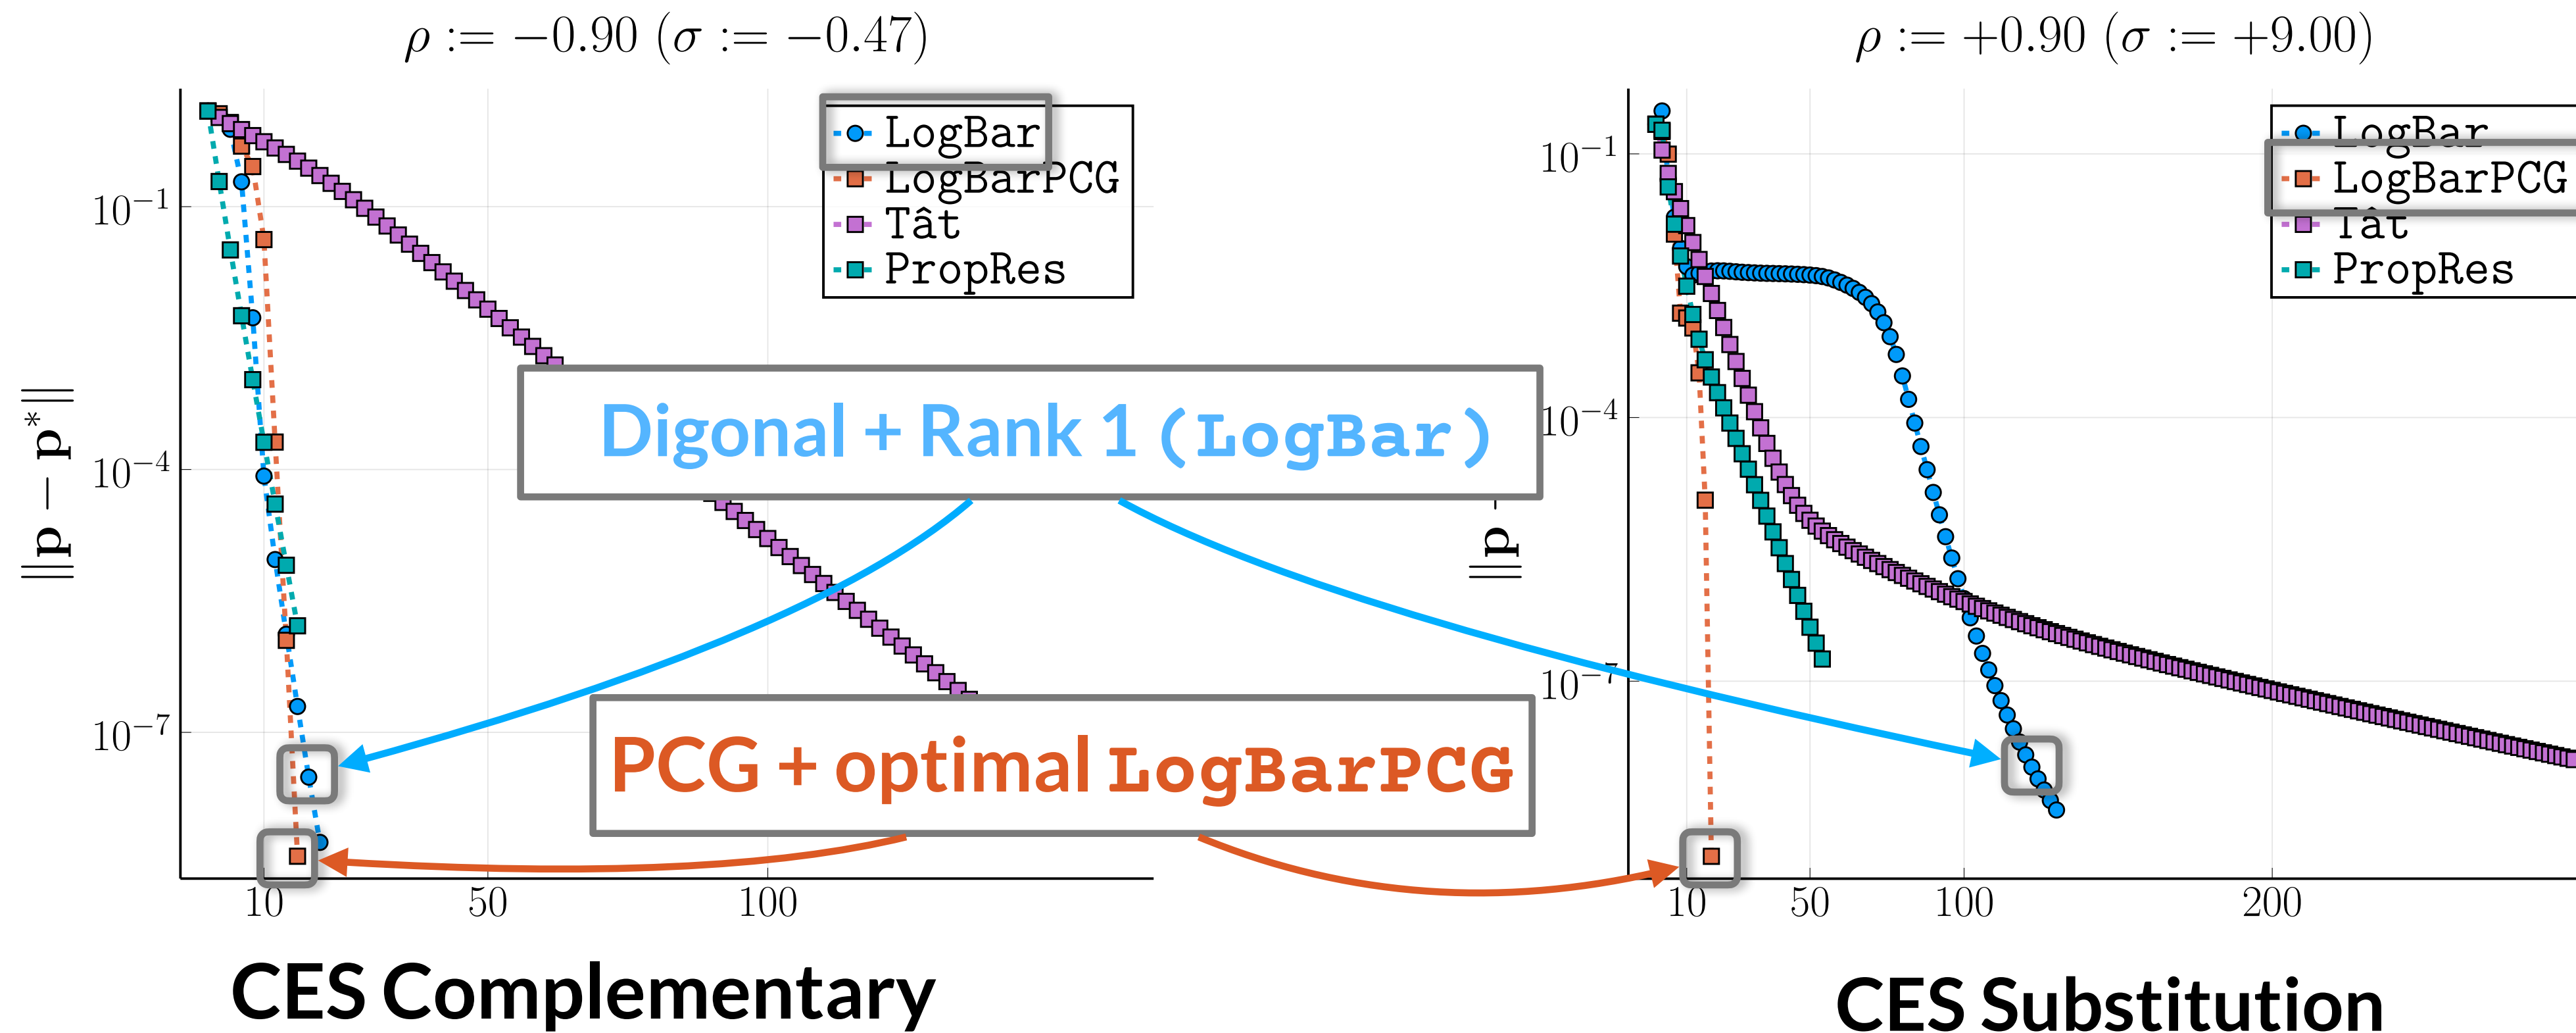 ρ := −0.90 (σ := −0.47)
LogBar
LogBarPCG
Tât
PropRes
10⁻¹
10⁻⁴
10⁻⁷
‖p − p*‖
10
50
100
CES Complementary
Digonal + Rank 1 (LogBar)
PCG + optimal LogBarPCG
ρ := +0.90 (σ := +9.00)
LogBar
LogBarPCG
Tât
PropRes
10⁻¹
10⁻⁴
10⁻⁷
‖p
10
50
100
200
CES Substitution